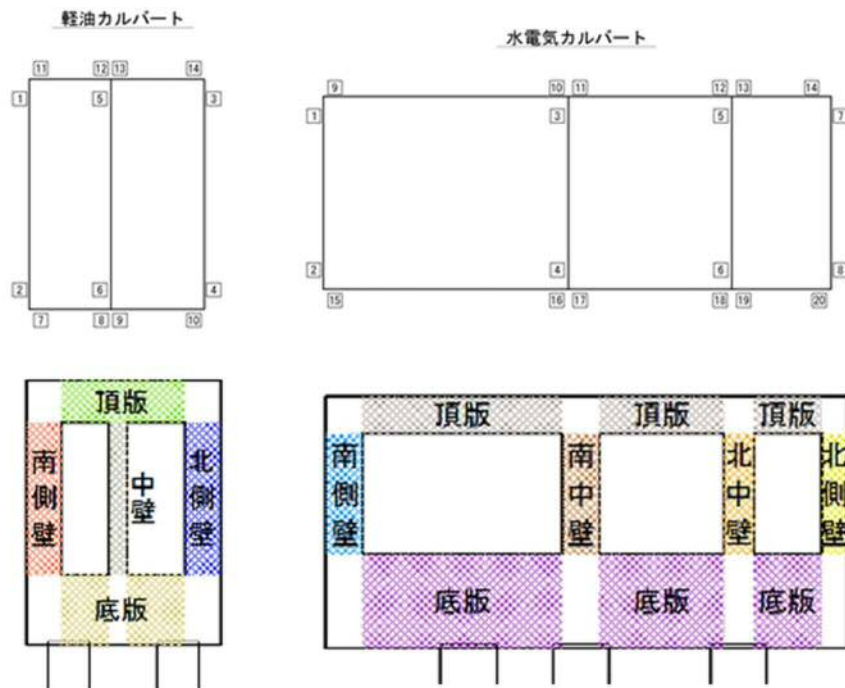 軽油カルバート
水電気カルバート
11 12 13 14
1 5 3
2 6 4
7 8 9 10
9 10 11 12 13 14
1 3 5 7
2 4 6 8
15 16 17 18 19 20
頂版
南側壁
中壁
北側壁
底版
頂版 頂版 頂版
南側壁
南中壁
北中壁
北側壁
底版 底版 底版